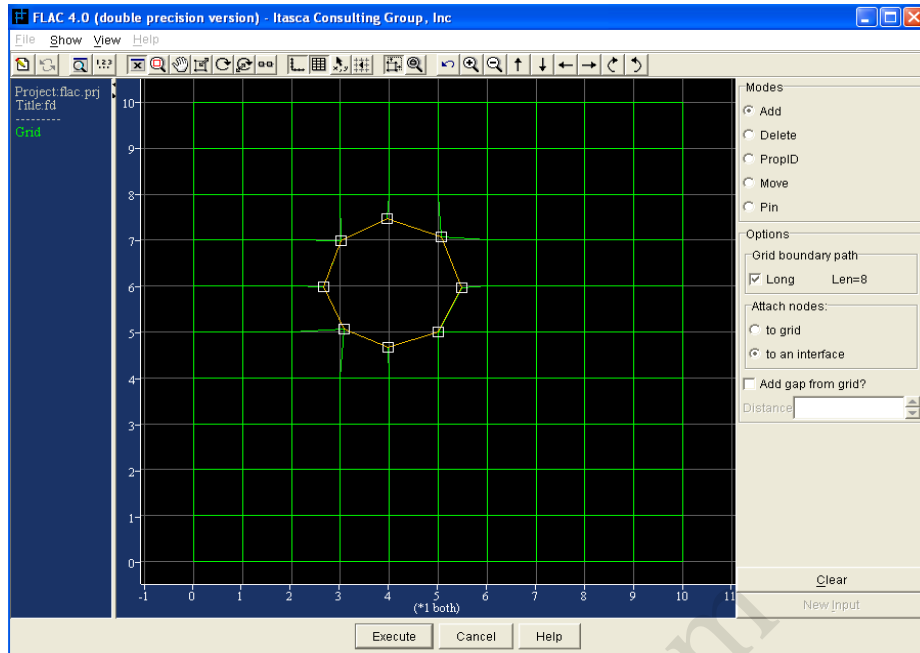 FLAC 4.0 (double precision version) - Itasca Consulting Group, Inc
File Show View Help
1 2 3
Project:flac.prj
Title:fd
---------
Grid
10
9
8
7
6
5
4
3
2
1
0
-1 0 1 2 3 4 5 6 7 8 9 10 11
(*1 both)
Modes
Add
Delete
PropID
Move
Pin
Options
Grid boundary path
Long Len=8
Attach nodes:
to grid
to an interface
Add gap from grid?
Distance
Clear
New Input
Execute Cancel Help